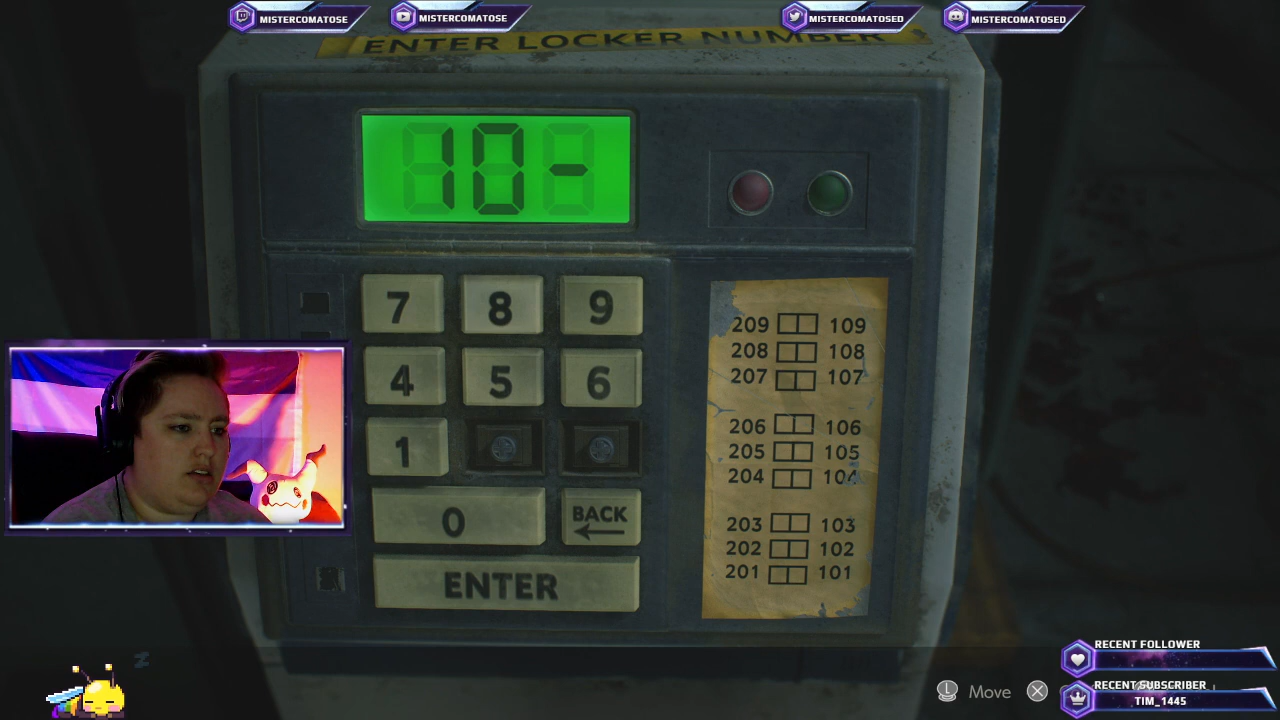 MISTERCOMATOSE
MISTERCOMATOSE
MISTERCOMATOSED
MISTERCOMATOSED
ENTER LOCKER NUMBER
10-
7 8 9
4 5 6
1
0 BACK
ENTER
209 109
208 108
207 107
206 106
205 105
204 104
203 103
202 102
201 101
L Move
RECENT FOLLOWER
RECENT SUBSCRIBER
TIM_1445